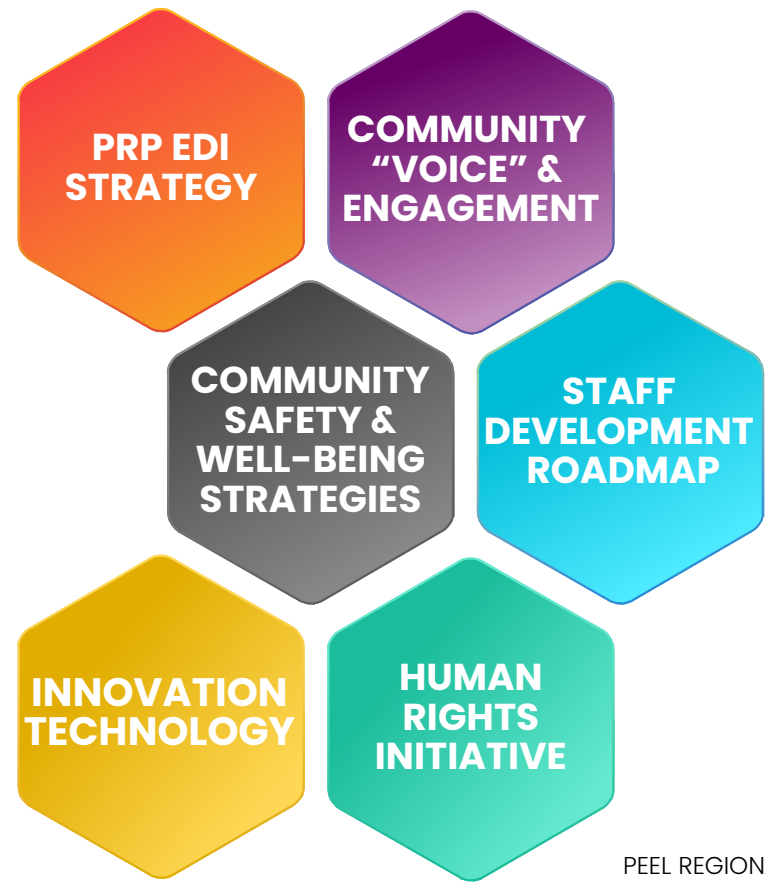 PRP EDI
STRATEGY
COMMUNITY
“VOICE” &
ENGAGEMENT
COMMUNITY
SAFETY &
WELL-BEING
STRATEGIES
STAFF
DEVELOPMENT
ROADMAP
INNOVATION
TECHNOLOGY
HUMAN
RIGHTS
INITIATIVE
PEEL REGION